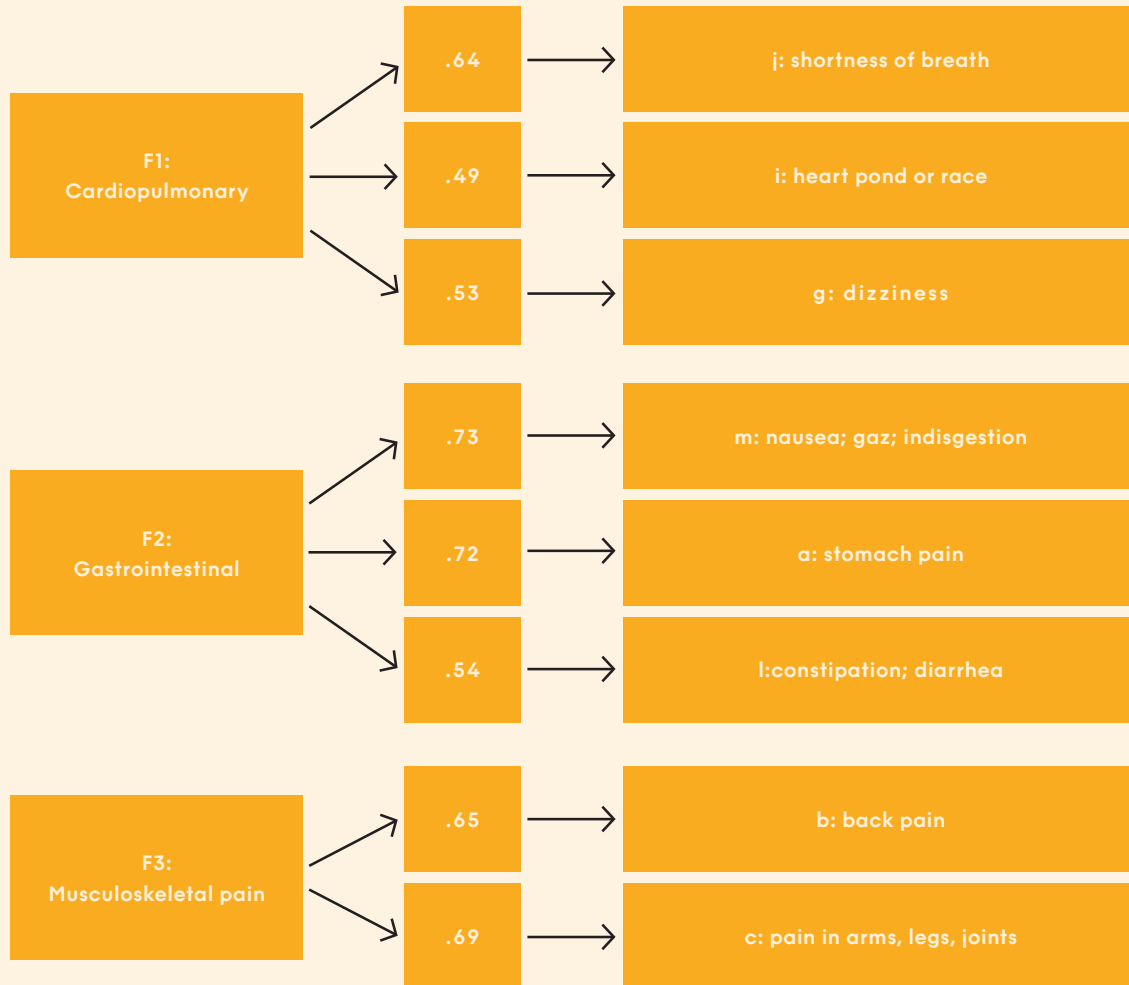 .64
j: shortness of breath
F1:
Cardiopulmonary
.49
i: heart pond or race
.53
g: dizziness
.73
m: nausea; gaz; indisgestion
F2:
Gastrointestinal
.72
a: stomach pain
.54
l:constipation; diarrhea
.65
b: back pain
F3:
Musculoskeletal pain
.69
c: pain in arms, legs, joints